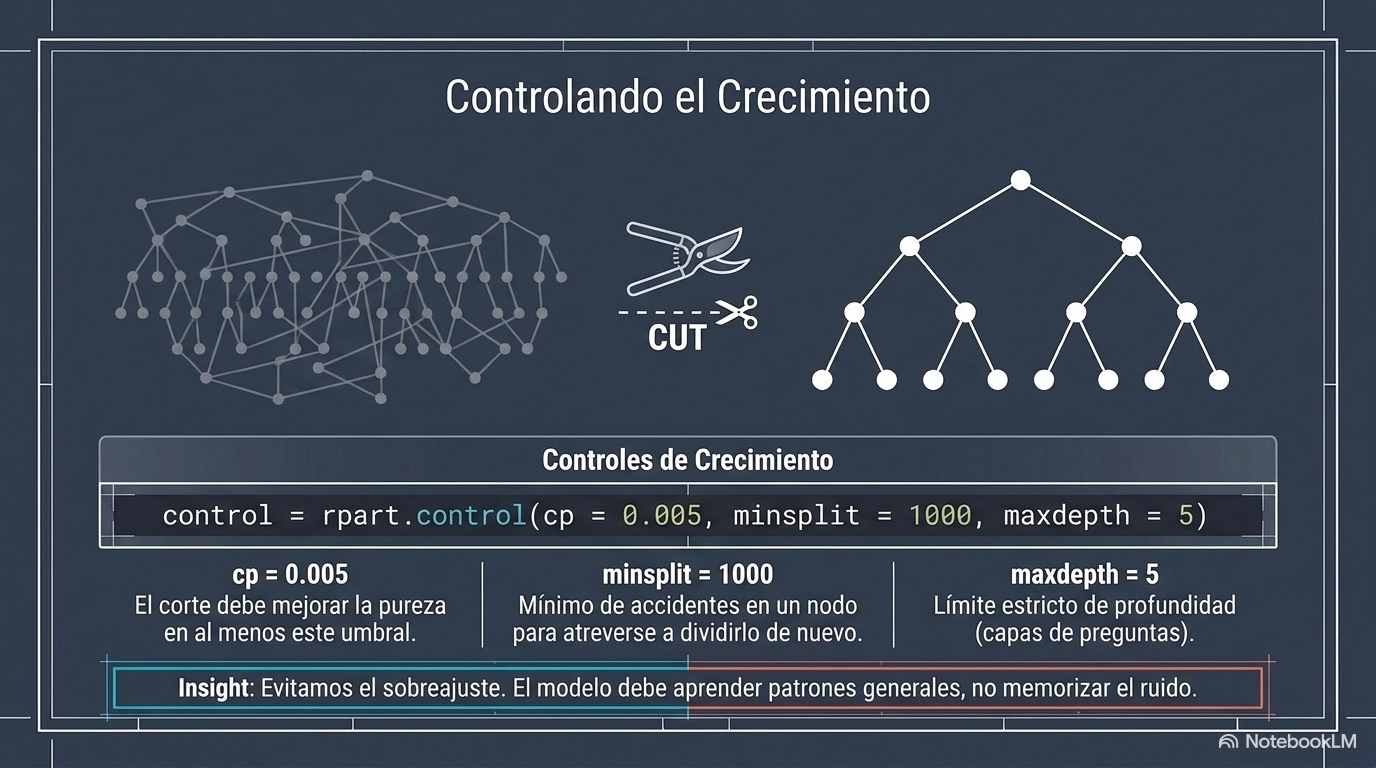 Controlando el Crecimiento
CUT
Controles de Crecimiento
control = rpart.control(cp = 0.005, minsplit = 1000, maxdepth = 5)
cp = 0.005
El corte debe mejorar la pureza
en al menos este umbral.
minsplit = 1000
Mínimo de accidentes en un nodo
para atreverse a dividirlo de nuevo.
maxdepth = 5
Límite estricto de profundidad
(capas de preguntas).
Insight: Evitamos el sobreajuste. El modelo debe aprender patrones generales, no memorizar el ruido.
NotebookLM